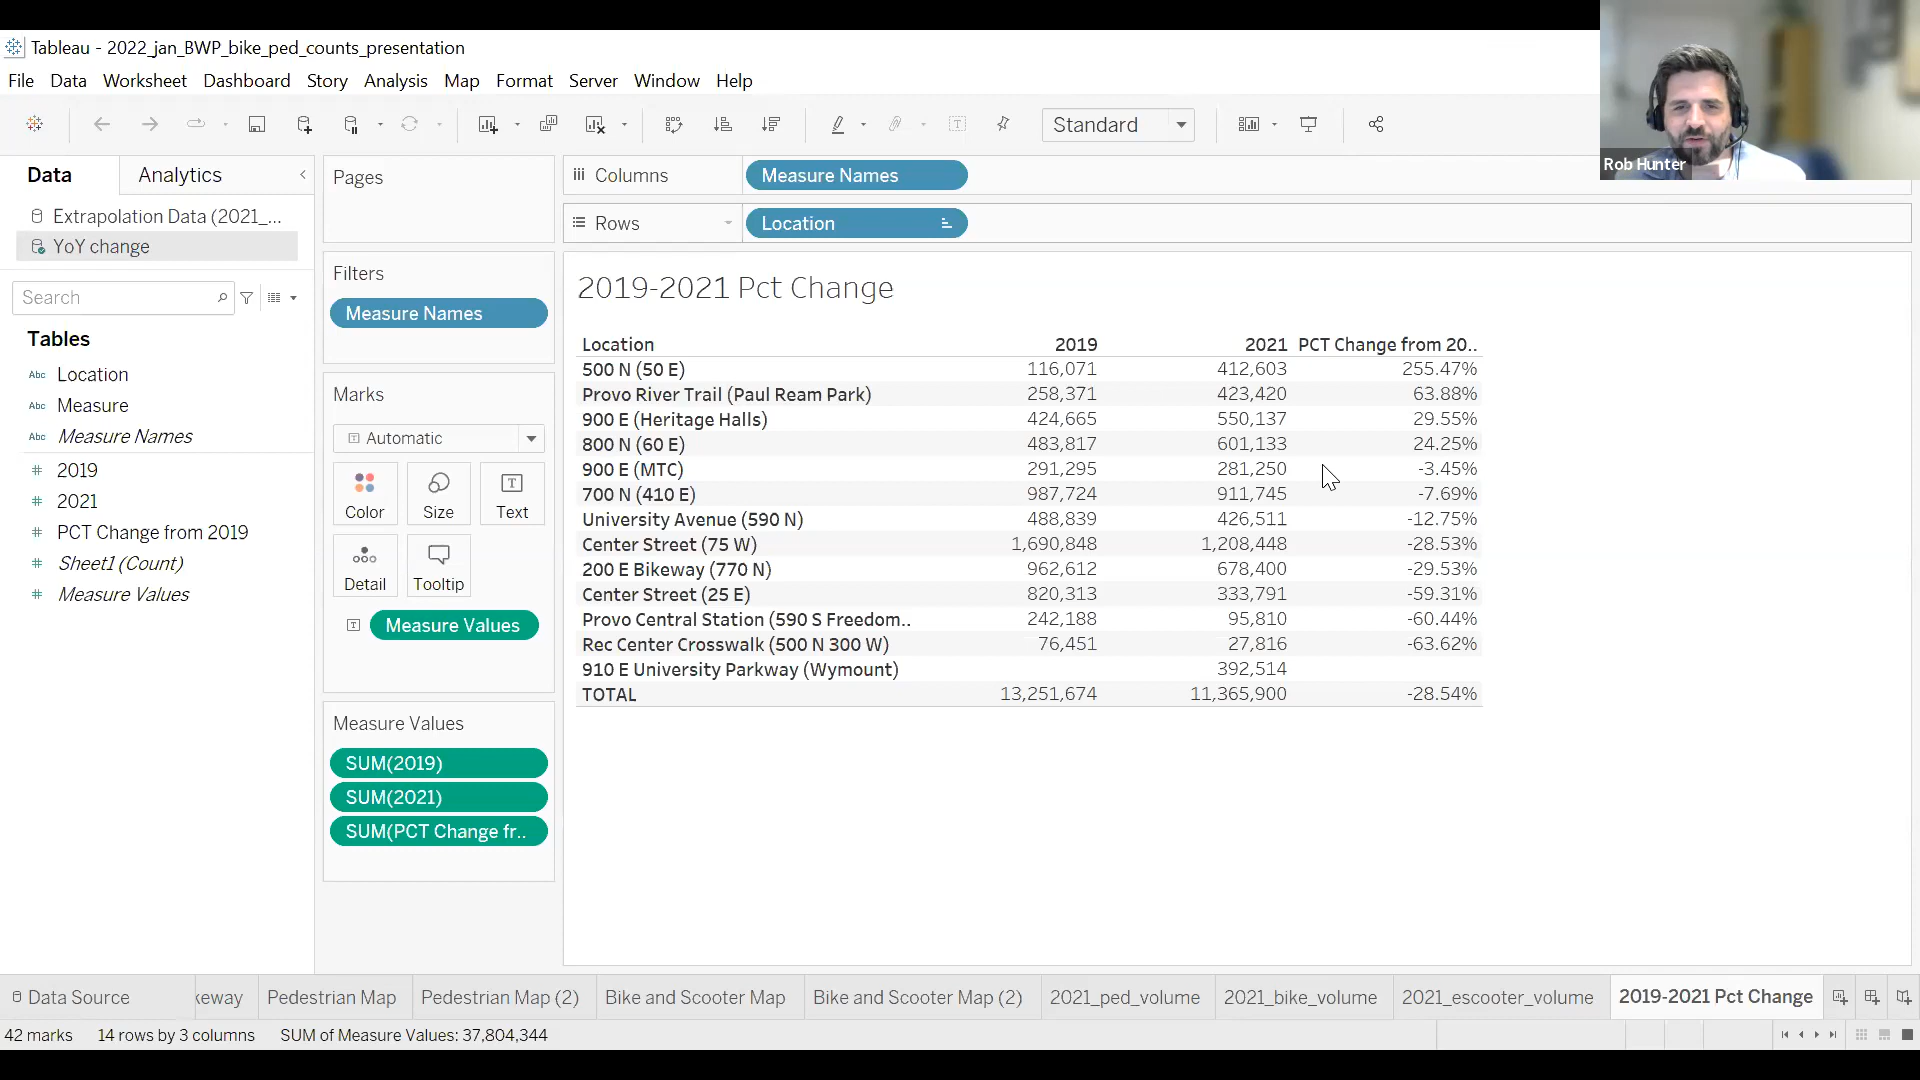 Tableau - 2022_jan_BWP_bike_ped_counts_presentation
File Data Worksheet Dashboard Story Analysis Map Format Server Window Help
Standard
Rob Hunter
Data Analytics
Extrapolation Data (2021_...
YoY change
Search
Tables
Abc Location
Abc Measure
Abc Measure Names
# 2019
# 2021
# PCT Change from 2019
# Sheet1 (Count)
# Measure Values
Pages
Filters
Measure Names
Marks
Automatic
Color Size Text
Detail Tooltip
Measure Values
Measure Values
SUM(2019)
SUM(2021)
SUM(PCT Change fr..
Columns Measure Names
Rows Location
2019-2021 Pct Change
Location 2019 2021 PCT Change from 20..
500 N (50 E) 116,071 412,603 255.47%
Provo River Trail (Paul Ream Park) 258,371 423,420 63.88%
900 E (Heritage Halls) 424,665 550,137 29.55%
800 N (60 E) 483,817 601,133 24.25%
900 E (MTC) 291,295 281,250 -3.45%
700 N (410 E) 987,724 911,745 -7.69%
University Avenue (590 N) 488,839 426,511 -12.75%
Center Street (75 W) 1,690,848 1,208,448 -28.53%
200 E Bikeway (770 N) 962,612 678,400 -29.53%
Center Street (25 E) 820,313 333,791 -59.31%
Provo Central Station (590 S Freedom.. 242,188 95,810 -60.44%
Rec Center Crosswalk (500 N 300 W) 76,451 27,816 -63.62%
910 E University Parkway (Wymount) 392,514
TOTAL 13,251,674 11,365,900 -28.54%
Data Source keway Pedestrian Map Pedestrian Map (2) Bike and Scooter Map Bike and Scooter Map (2) 2021_ped_volume 2021_bike_volume 2021_escooter_volume 2019-2021 Pct Change
42 marks 14 rows by 3 columns SUM of Measure Values: 37,804,344